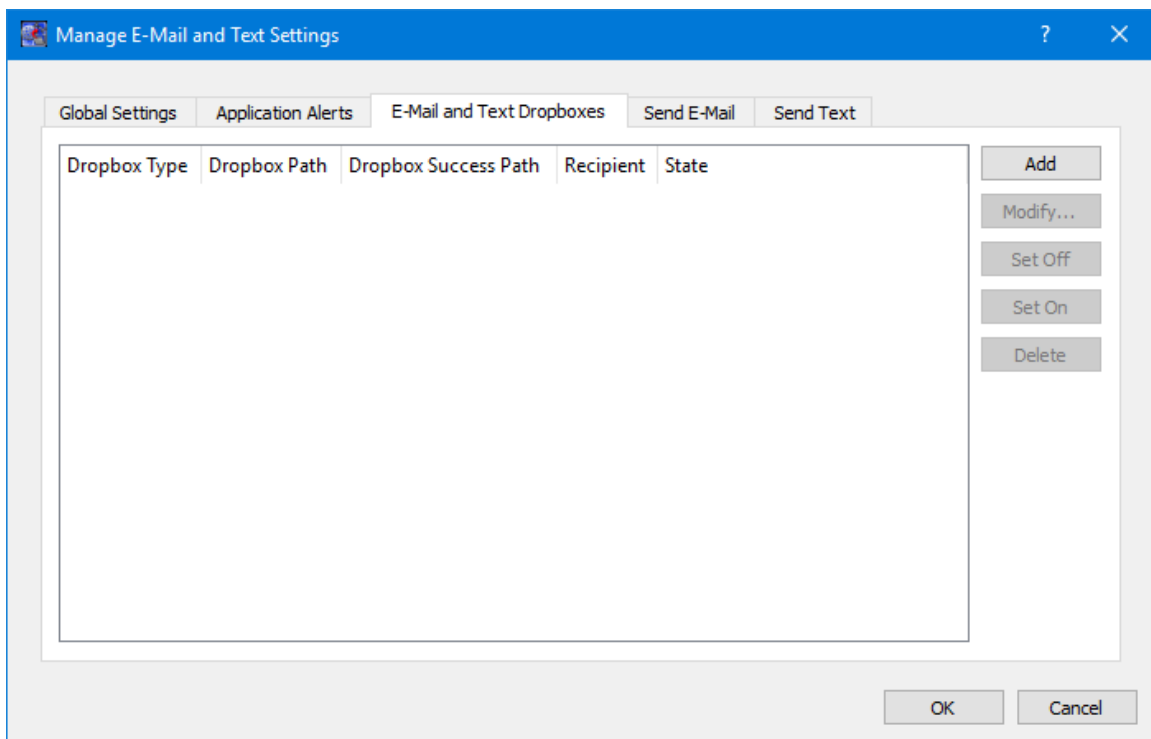 Manage E-Mail and Text Settings ?
Global Settings Application Alerts E-Mail and Text Dropboxes Send E-Mail Send Text
Dropbox Type Dropbox Path Dropbox Success Path Recipient State
Add
Modify...
Set Off
Set On
Delete
OK Cancel